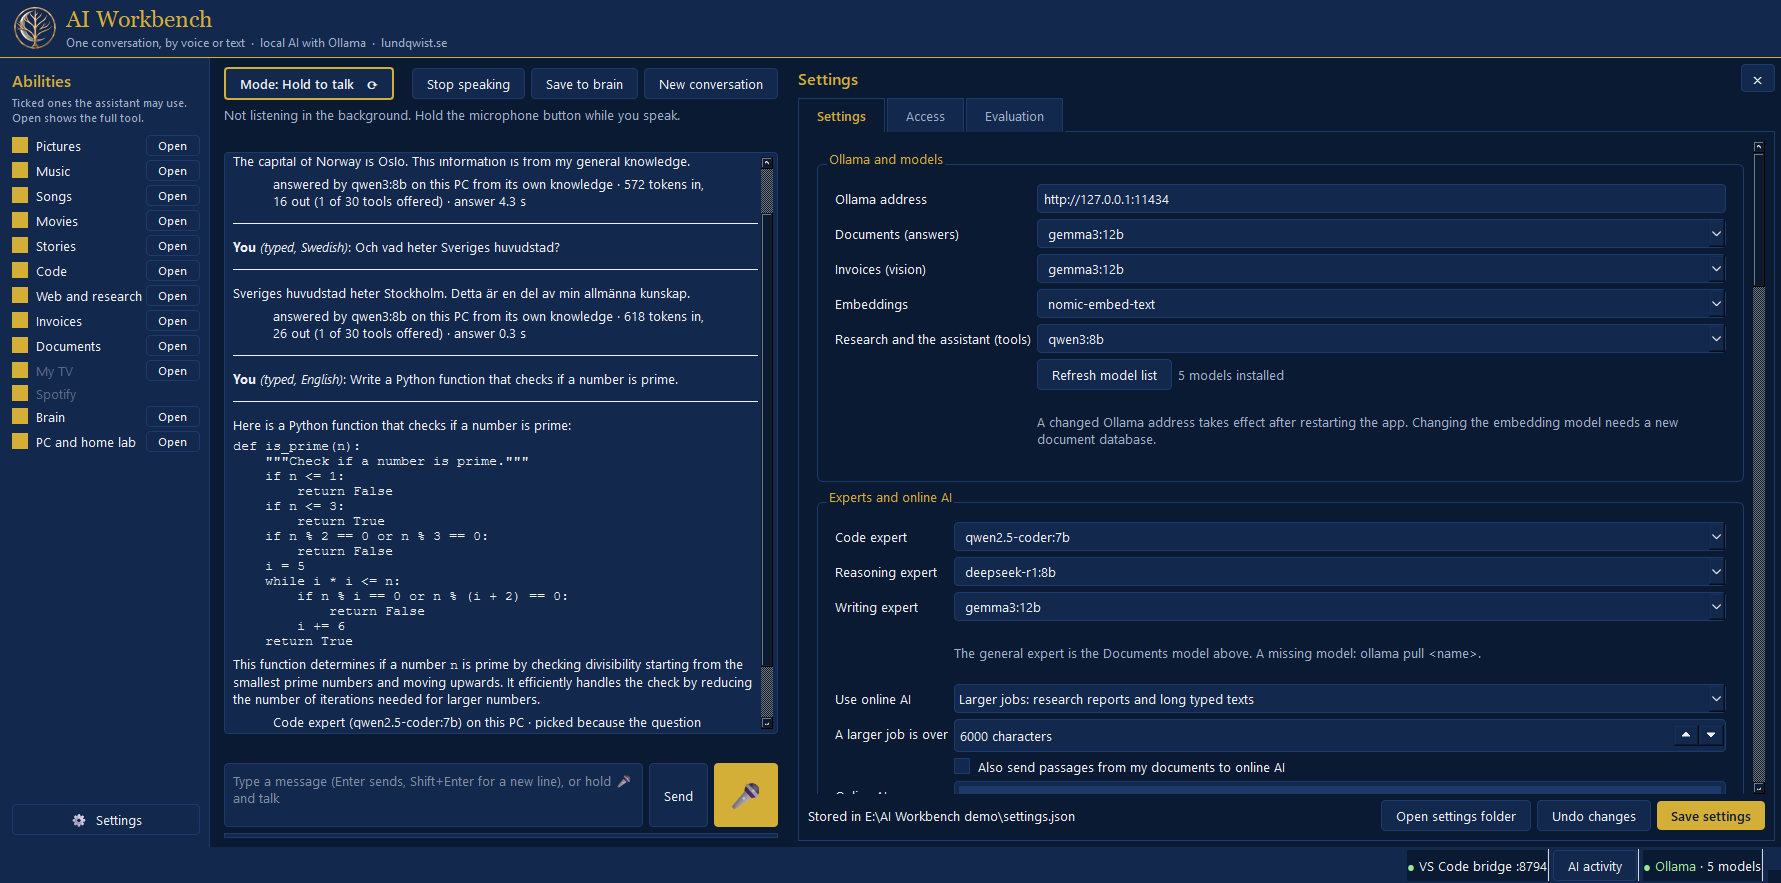 AI Workbench
One conversation, by voice or text · local AI with Ollama · lundqwist.se
Abilities
Ticked ones the assistant may use.
Open shows the full tool.
Pictures Open
Music Open
Songs Open
Movies Open
Stories Open
Code Open
Web and research Open
Invoices Open
Documents Open
My TV Open
Spotify
Brain Open
PC and home lab Open
Settings
Mode: Hold to talk ⟳ Stop speaking Save to brain New conversation
Not listening in the background. Hold the microphone button while you speak.
The capital of Norway is Oslo. This information is from my general knowledge.
answered by qwen3:8b on this PC from its own knowledge · 572 tokens in,
16 out (1 of 30 tools offered) · answer 4.3 s
You (typed, Swedish): Och vad heter Sveriges huvudstad?
Sveriges huvudstad heter Stockholm. Detta är en del av min allmänna kunskap.
answered by qwen3:8b on this PC from its own knowledge · 618 tokens in,
26 out (1 of 30 tools offered) · answer 0.3 s
You (typed, English): Write a Python function that checks if a number is prime.
Here is a Python function that checks if a number is prime:
def is_prime(n):
    """Check if a number is prime."""
    if n <= 1:
        return False
    if n <= 3:
        return True
    if n % 2 == 0 or n % 3 == 0:
        return False
    i = 5
    while i * i <= n:
        if n % i == 0 or n % (i + 2) == 0:
            return False
        i += 6
    return True
This function determines if a number n is prime by checking divisibility starting from the
smallest prime numbers and moving upwards. It efficiently handles the check by reducing
the number of iterations needed for larger numbers.
Code expert (qwen2.5-coder:7b) on this PC · picked because the question
Type a message (Enter sends, Shift+Enter for a new line), or hold 🎤
and talk
Send
Settings ×
Settings Access Evaluation
Ollama and models
Ollama address http://127.0.0.1:11434
Documents (answers) gemma3:12b
Invoices (vision) gemma3:12b
Embeddings nomic-embed-text
Research and the assistant (tools) qwen3:8b
Refresh model list 5 models installed
A changed Ollama address takes effect after restarting the app. Changing the embedding model needs a new
document database.
Experts and online AI
Code expert qwen2.5-coder:7b
Reasoning expert deepseek-r1:8b
Writing expert gemma3:12b
The general expert is the Documents model above. A missing model: ollama pull <name>.
Use online AI Larger jobs: research reports and long typed texts
A larger job is over 6000 characters
Also send passages from my documents to online AI
Stored in E:\AI Workbench demo\settings.json Open settings folder Undo changes Save settings
● VS Code bridge :8794 AI activity ● Ollama · 5 models